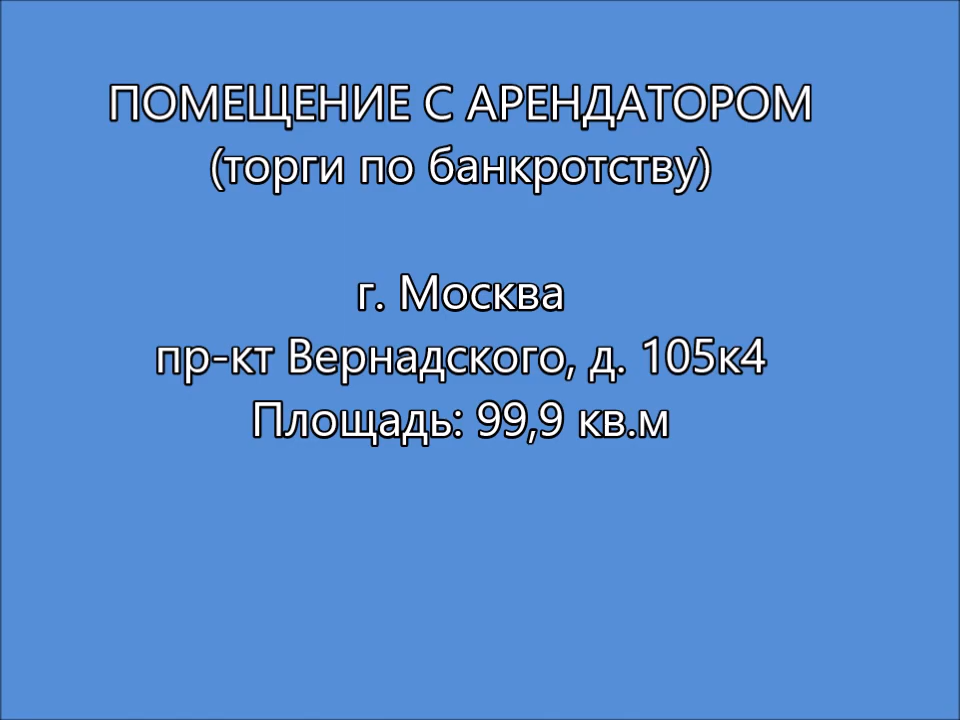 ПОМЕЩЕНИЕ С АРЕНДАТОРОМ
(торги по банкротству)
г. Москва
пр-кт Вернадского, д. 105к4
Площадь: 99,9 кв.м